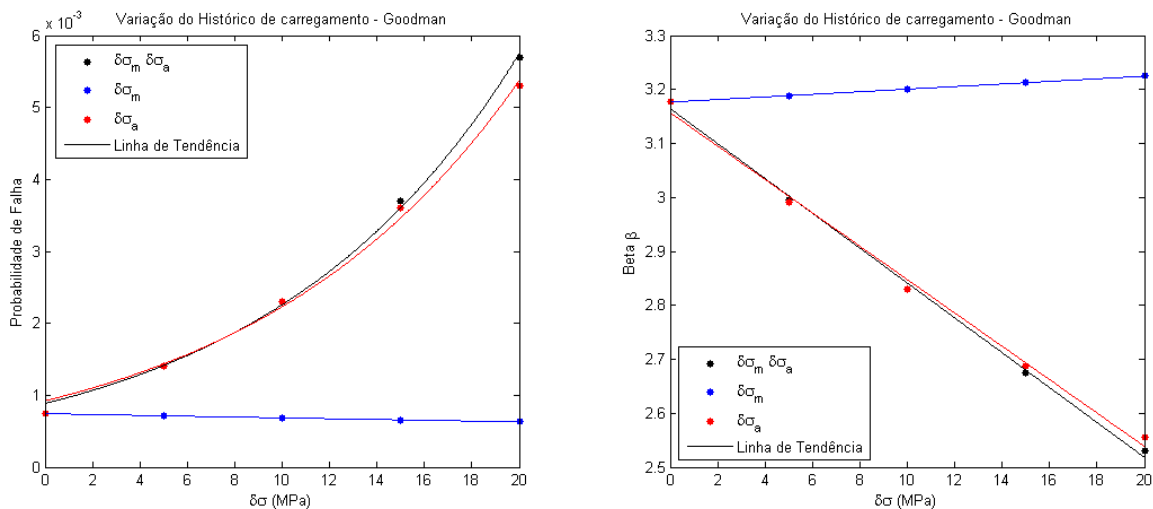 Variação do Histórico de carregamento - Goodman
x 10⁻³
6
5
4
3
2
1
0
Probabilidade de Falha
δσm δσa
δσm
δσa
Linha de Tendência
0 2 4 6 8 10 12 14 16 18 20
δσ (MPa)
Variação do Histórico de carregamento - Goodman
3.3
3.2
3.1
3
2.9
2.8
2.7
2.6
2.5
Beta β
δσm δσa
δσm
δσa
Linha de Tendência
0 2 4 6 8 10 12 14 16 18 20
δσ (MPa)